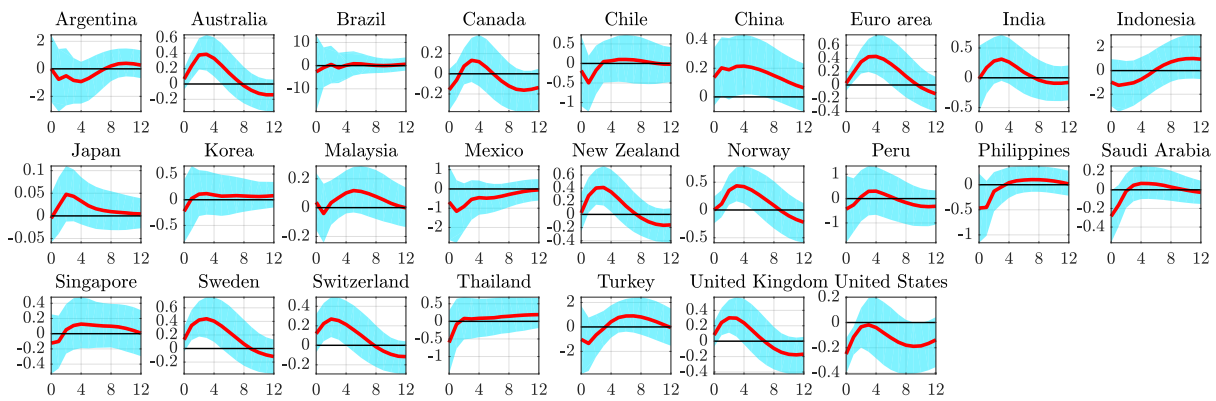 Argentina Australia Brazil Canada Chile China Euro area India Indonesia
2 0 -2
0.6 0.4 0.2 0 -0.2
10 0 -10
0.2 0 -0.2
0.5 0 -0.5 -1
0.4 0.2 0
0.6 0.4 0.2 0 -0.2 -0.4
0.5 0 -0.5
2 0 -2
0 4 8 12 0 4 8 12 0 4 8 12 0 4 8 12 0 4 8 12 0 4 8 12 0 4 8 12 0 4 8 12 0 4 8 12
Japan Korea Malaysia Mexico New Zealand Norway Peru Philippines Saudi Arabia
0.1 0.05 0 -0.05
0.5 0 -0.5
0.2 0 -0.2
0 -1 -2
0.6 0.4 0.2 0 -0.2 -0.4
0.5 0 -0.5
1 0 -1
0 -0.5 -1
0.2 0 -0.2 -0.4
0 4 8 12 0 4 8 12 0 4 8 12 0 4 8 12 0 4 8 12 0 4 8 12 0 4 8 12 0 4 8 12 0 4 8 12
Singapore Sweden Switzerland Thailand Turkey United Kingdom United States
0.4 0.2 0 -0.2 -0.4
0.6 0.4 0.2 0 -0.2
0.4 0.2 0 -0.2
0.5 0 -0.5 -1
2 0 -2
0.4 0.2 0 -0.2 -0.4
0.2 0 -0.2 -0.4
0 4 8 12 0 4 8 12 0 4 8 12 0 4 8 12 0 4 8 12 0 4 8 12 0 4 8 12